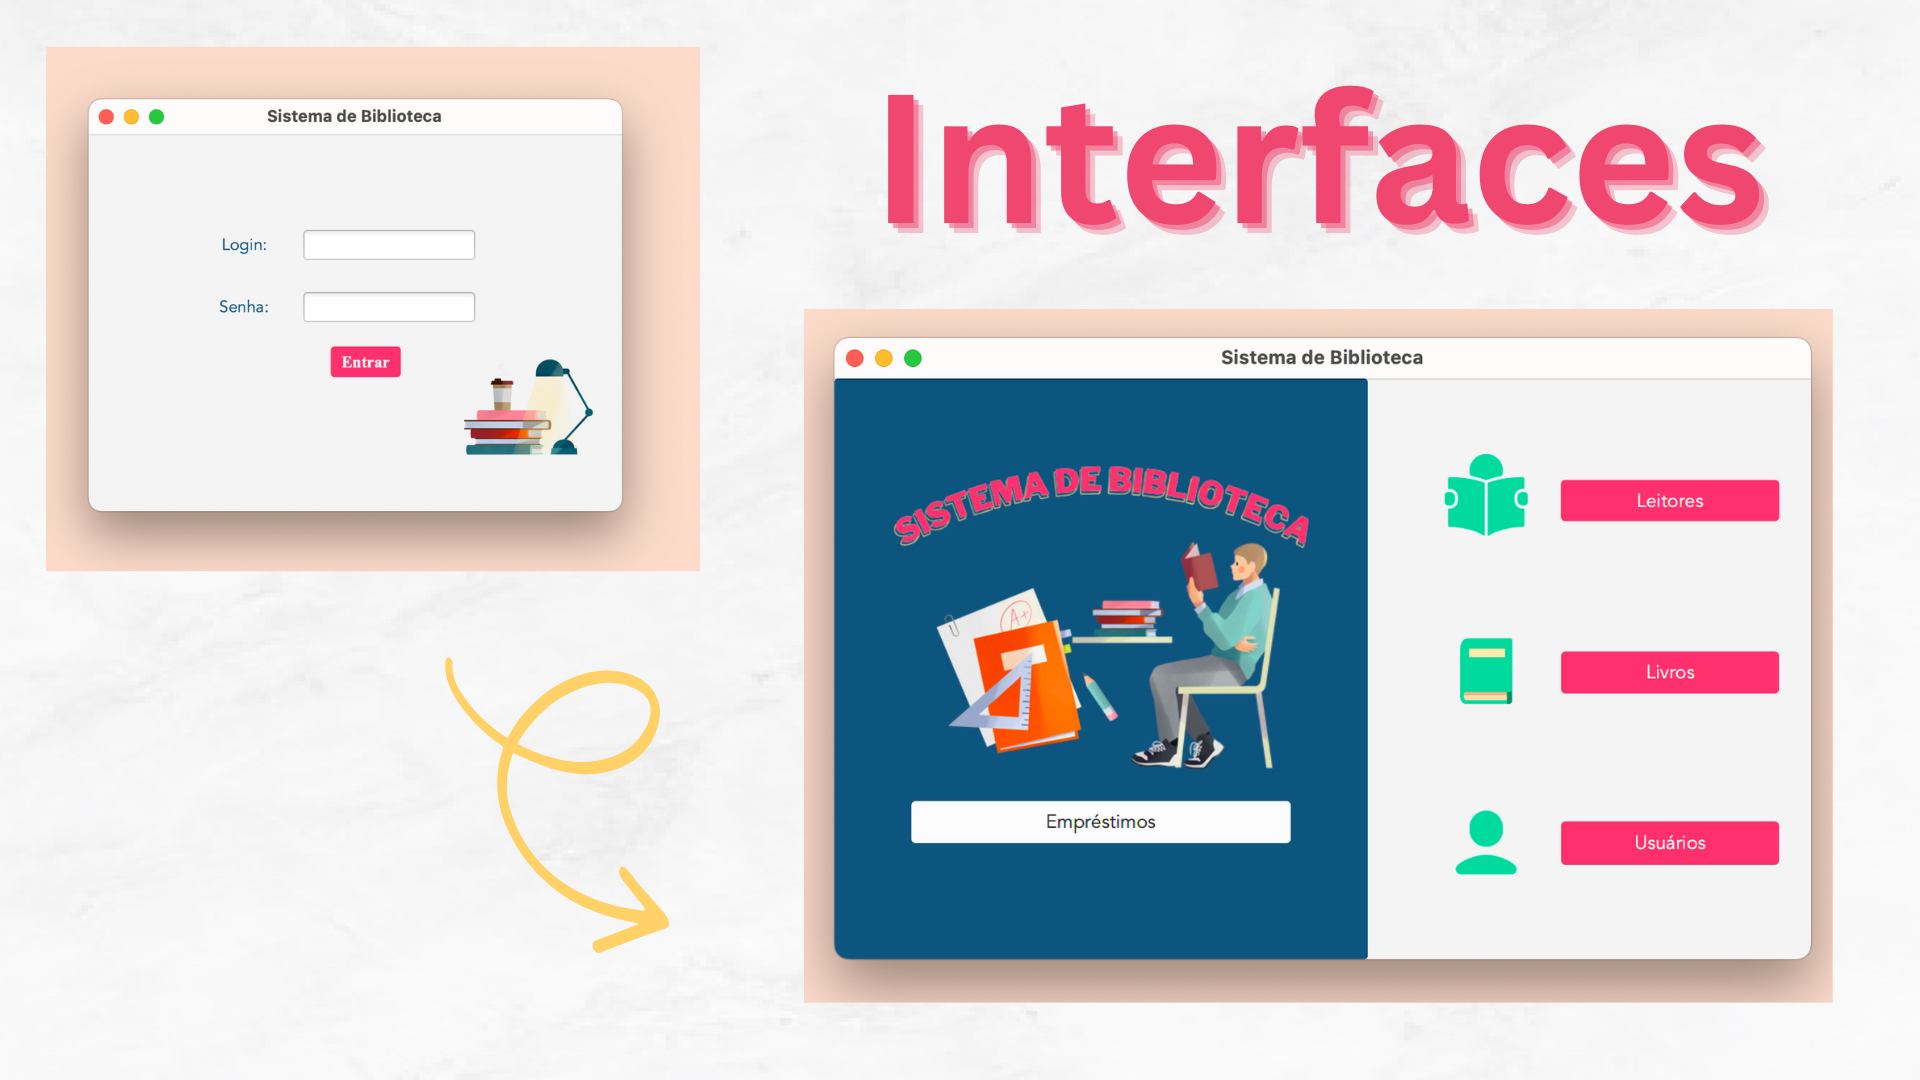 Interfaces
Sistema de Biblioteca
Login:
Senha:
Entrar
Sistema de Biblioteca
SISTEMA DE BIBLIOTECA
A+
Empréstimos
Leitores
Livros
Usuários